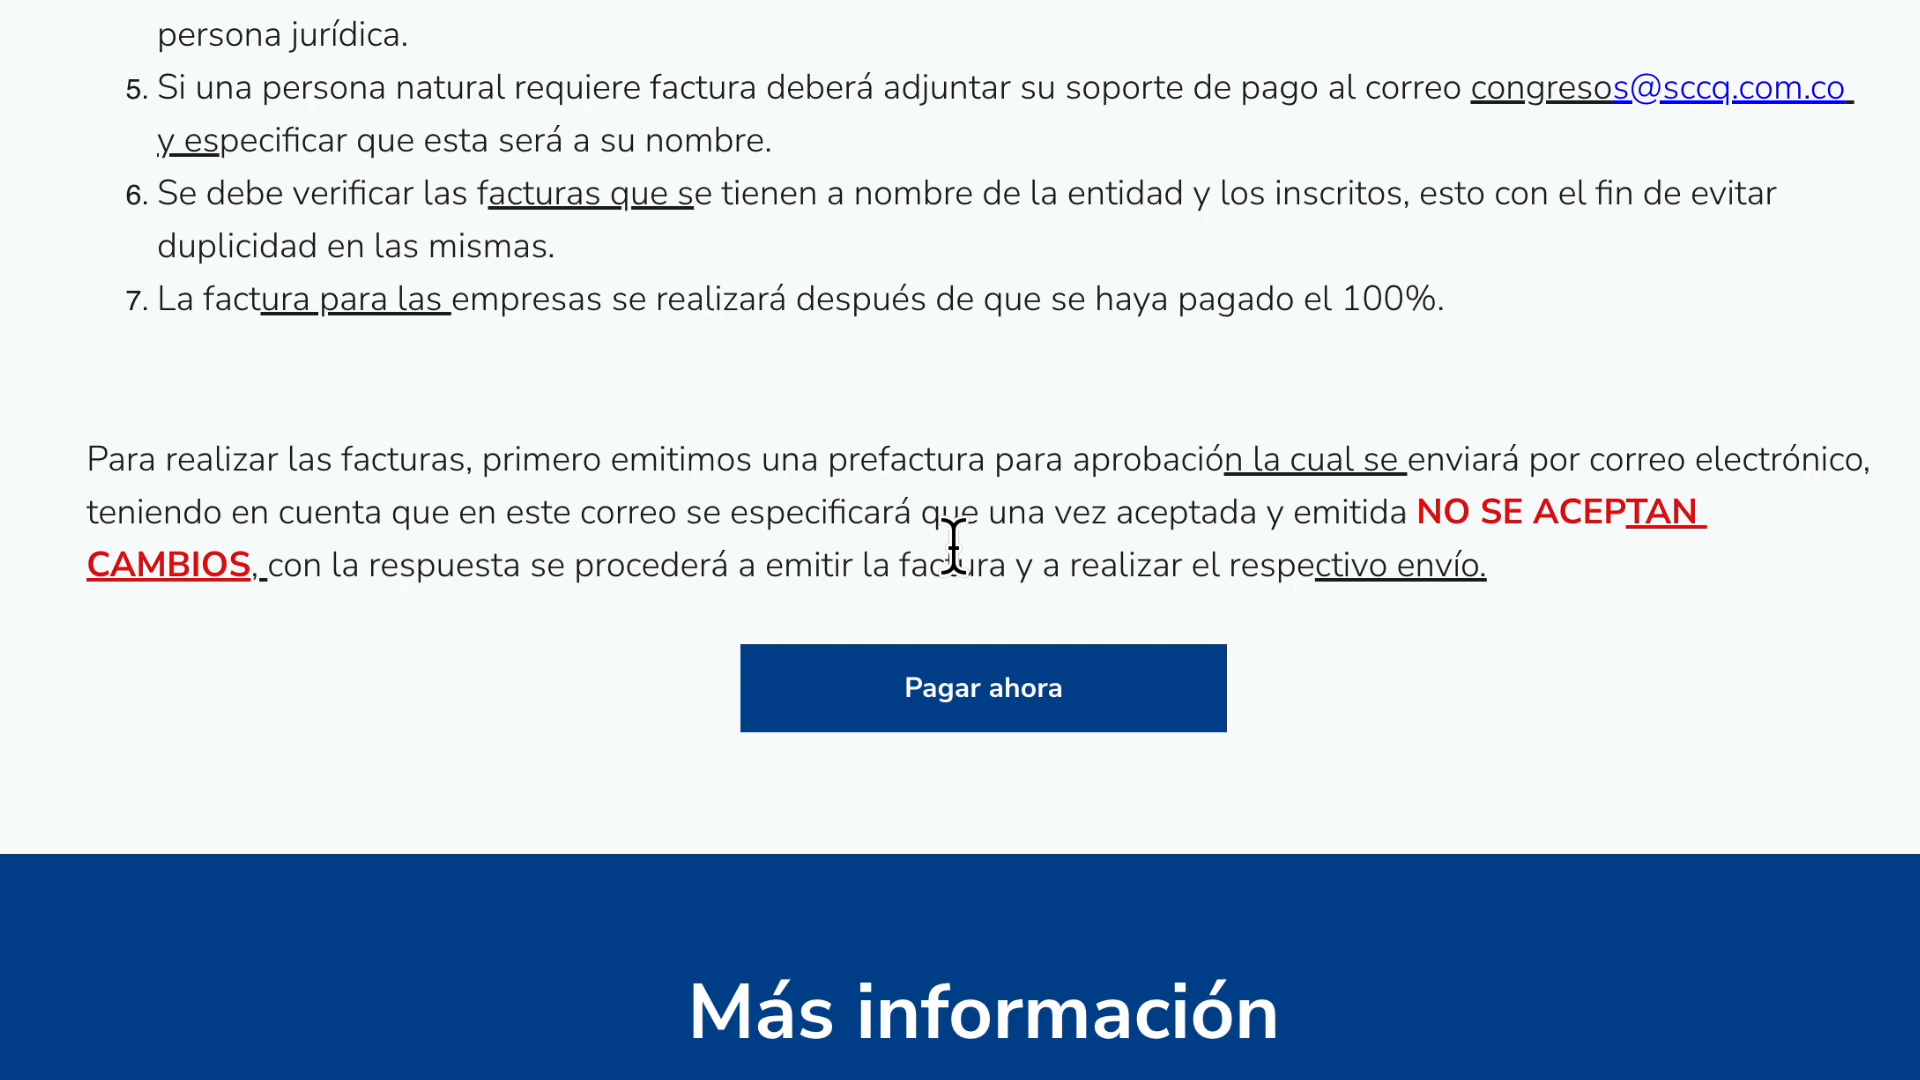 persona jurídica.
5. Si una persona natural requiere factura deberá adjuntar su soporte de pago al correo congresos@sccq.com.co
y especificar que esta será a su nombre.
6. Se debe verificar las facturas que se tienen a nombre de la entidad y los inscritos, esto con el fin de evitar
duplicidad en las mismas.
7. La factura para las empresas se realizará después de que se haya pagado el 100%.
Para realizar las facturas, primero emitimos una prefactura para aprobación la cual se enviará por correo electrónico,
teniendo en cuenta que en este correo se especificará que una vez aceptada y emitida NO SE ACEPTAN
CAMBIOS, con la respuesta se procederá a emitir la factura y a realizar el respectivo envío.
Pagar ahora
Más información